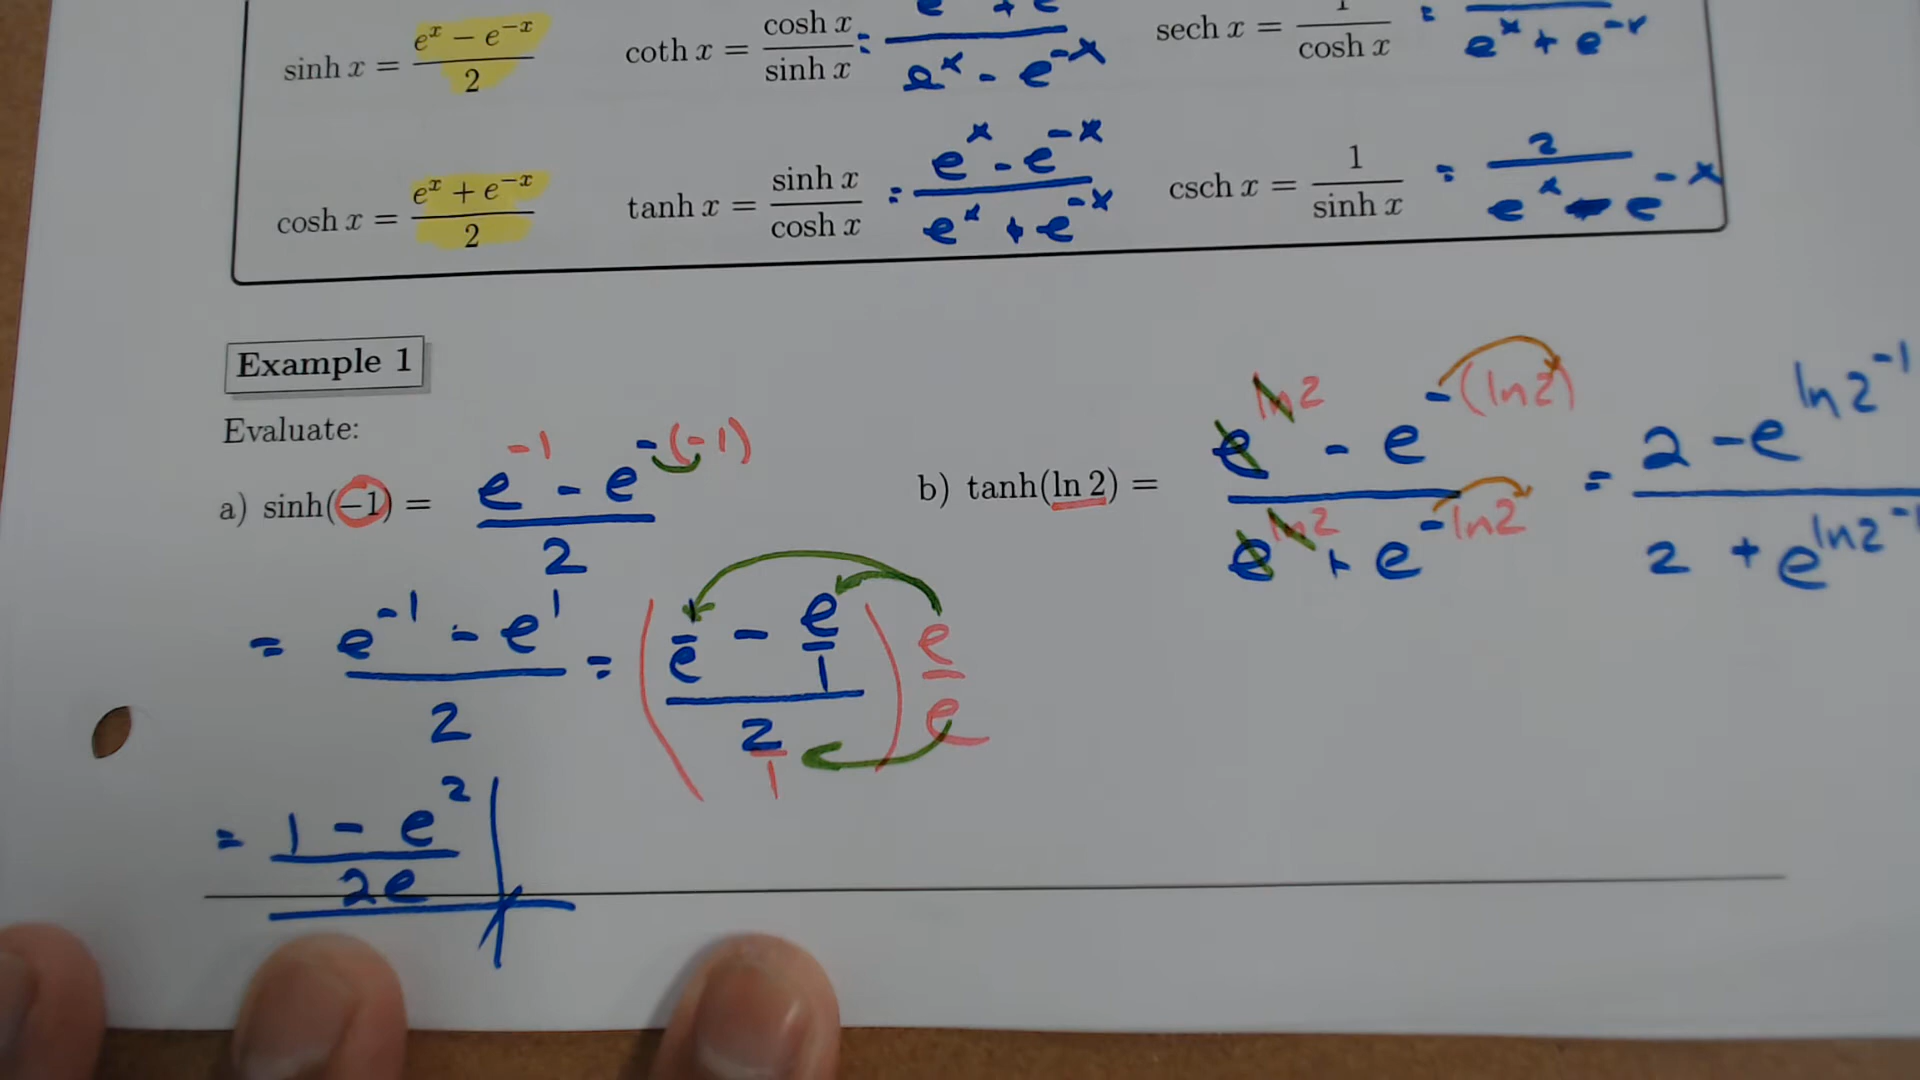 sinh x = (e^x − e^−x)/2
coth x = cosh x/sinh x = /(e^x - e^-x)
sech x = 1/cosh x = /(e^x + e^-x)
cosh x = (e^x + e^−x)/2
tanh x = sinh x/cosh x = (e^x - e^-x)/(e^x + e^-x)
csch x = 1/sinh x = 2/(e^x - e^-x)
Example 1
Evaluate:
a) sinh(−1) = (e^-1 - e^-(-1))/2
= (e^-1 - e^1)/2 = ((1/e - e/1)/(2/1)) e/e
= (1 - e^2)/2e
b) tanh(ln 2) = (e^ln2 - e^-(ln2))/(e^ln2 + e^-ln2) = (2 - e^ln2^-1)/(2 + e^ln2^-1)